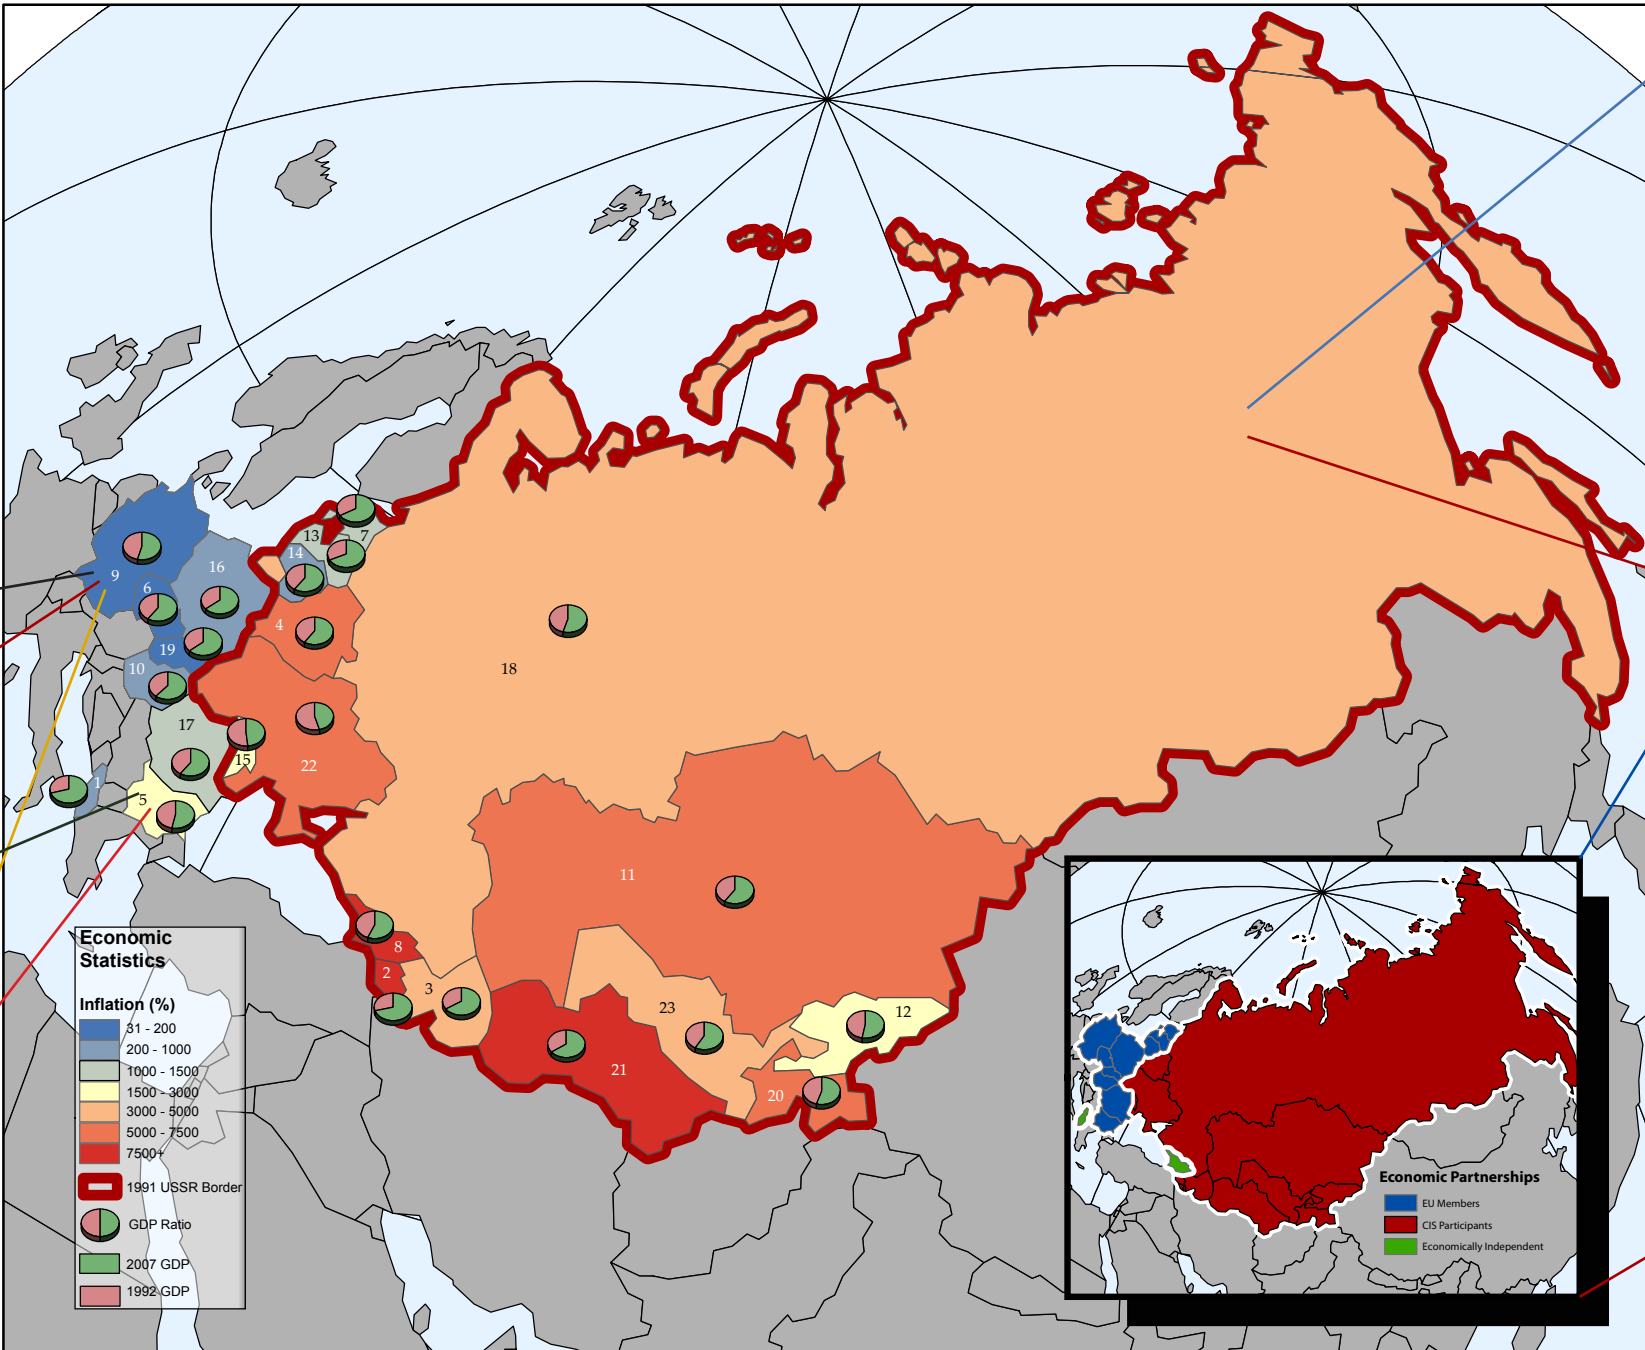 13
7
14
16
9
6
4
19
10
18
17
15
22
1
5
11
8
2
3
23
12
21
20
Economic
Statistics
Inflation (%)
31 - 200
200 - 1000
1000 - 1500
1500 - 3000
3000 - 5000
5000 - 7500
7500+
1991 USSR Border
GDP Ratio
2007 GDP
1992 GDP
Economic Partnerships
EU Members
CIS Participants
Economically Independent